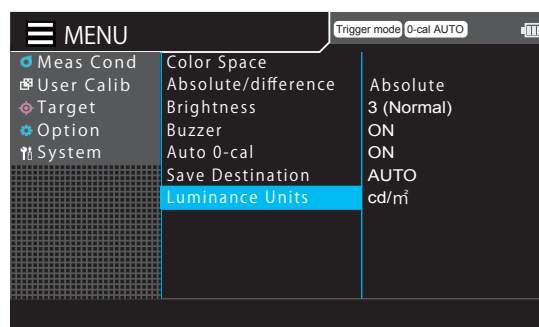 MENU
Trigger mode 0-cal AUTO
Meas Cond
User Calib
Target
Option
System
Color Space
Absolute/difference Absolute
Brightness 3 (Normal)
Buzzer ON
Auto 0-cal ON
Save Destination AUTO
Luminance Units cd/㎡